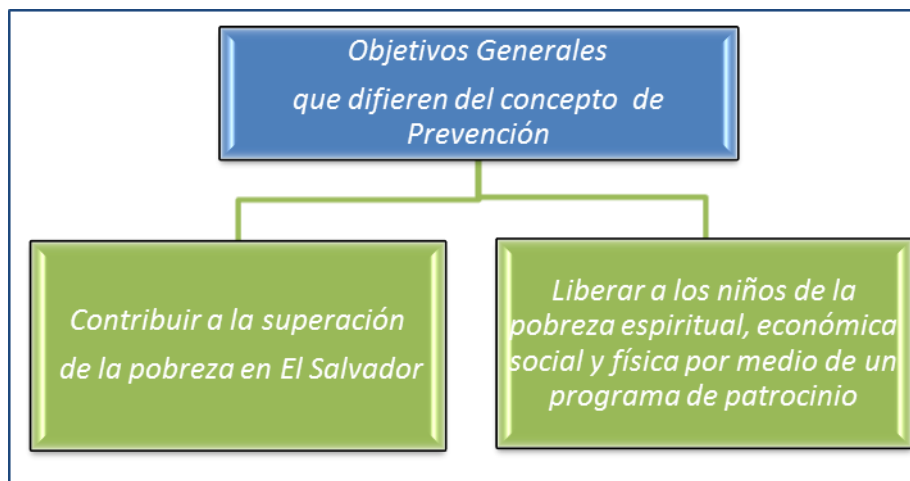 Objetivos Generales
que difieren del concepto de
Prevención
Contribuir a la superación
de la pobreza en El Salvador
Liberar a los niños de la
pobreza espiritual, económica
social y física por medio de un
programa de patrocinio